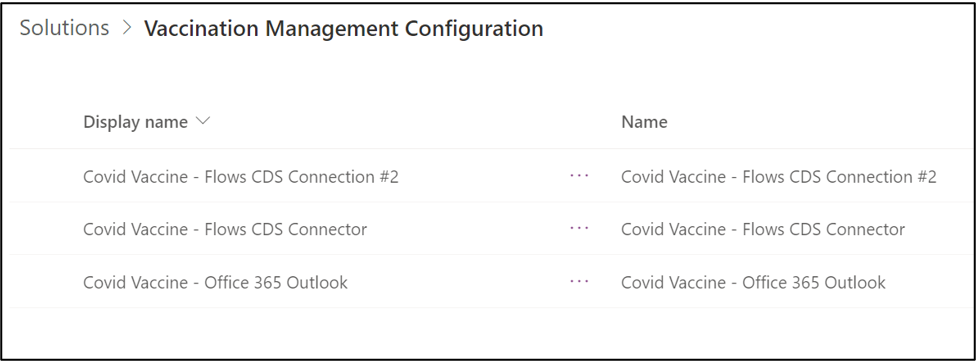 Solutions > Vaccination Management Configuration
Display name Name
Covid Vaccine - Flows CDS Connection #2 ... Covid Vaccine - Flows CDS Connection #2
Covid Vaccine - Flows CDS Connector ... Covid Vaccine - Flows CDS Connector
Covid Vaccine - Office 365 Outlook ... Covid Vaccine - Office 365 Outlook